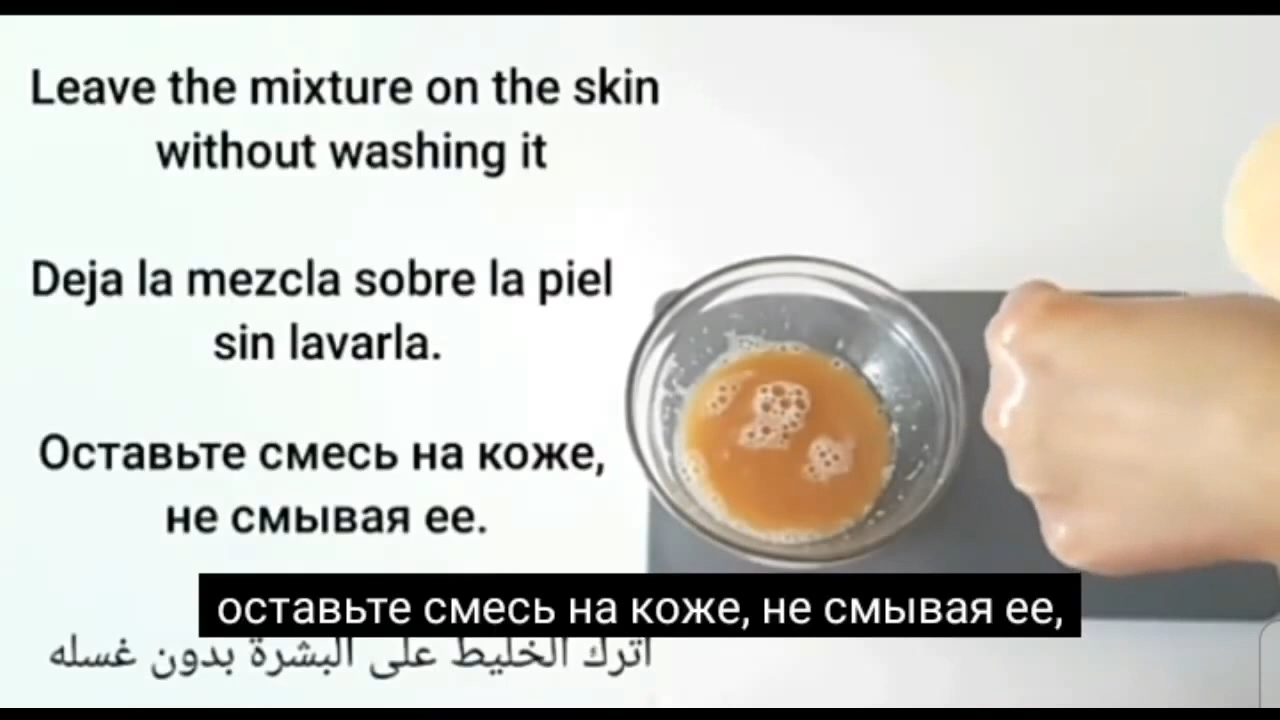 Leave the mixture on the skin
without washing it
Deja la mezcla sobre la piel
sin lavarla.
Оставьте смесь на коже,
не смывая ее.
оставьте смесь на коже, не смывая ее,
اترك الخليط على البشرة بدون غسله